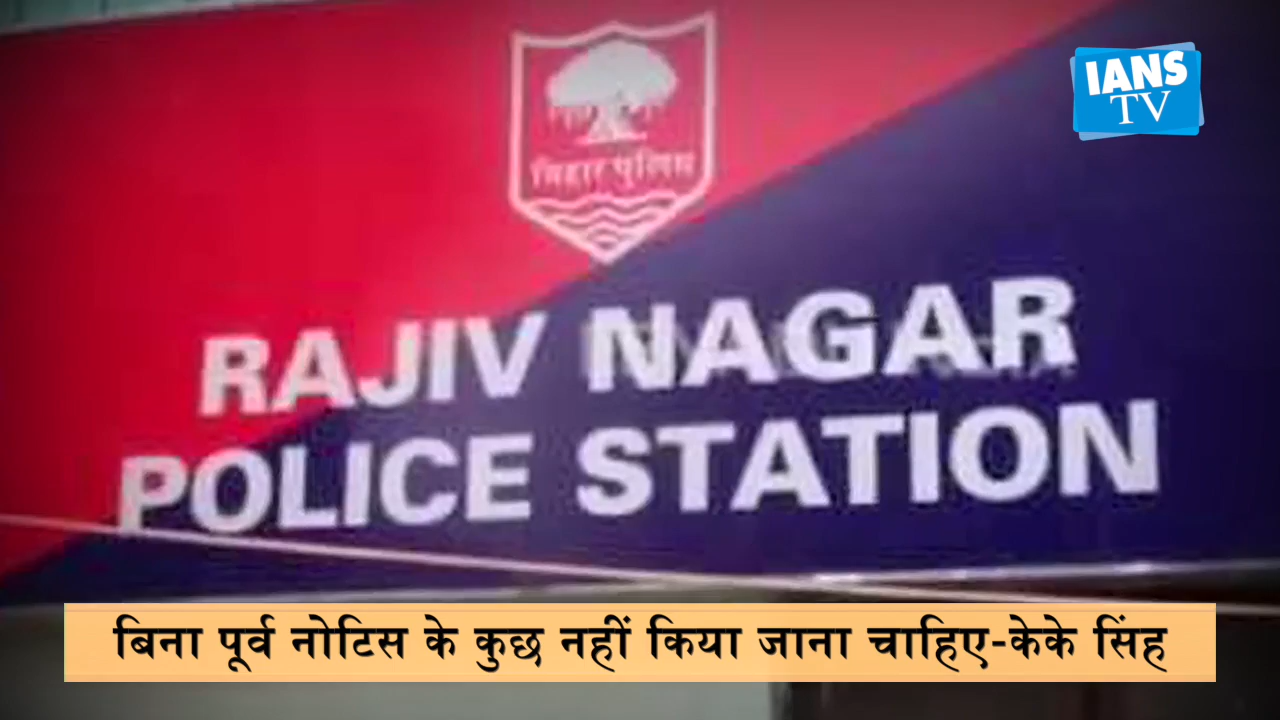 IANS
TV
बिहार पुलिस
RAJIV NAGAR
POLICE STATION
बिना पूर्व नोटिस के कुछ नहीं किया जाना चाहिए-केके सिंह